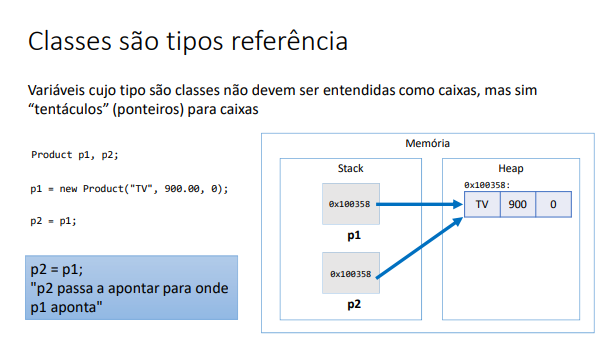 Classes são tipos referência
Variáveis cujo tipo são classes não devem ser entendidas como caixas, mas sim
“tentáculos” (ponteiros) para caixas
Product p1, p2;
p1 = new Product("TV", 900.00, 0);
p2 = p1;
p2 = p1;
"p2 passa a apontar para onde
p1 aponta"
Memória
Stack
0x100358
p1
0x100358
p2
Heap
0x100358:
TV 900 0